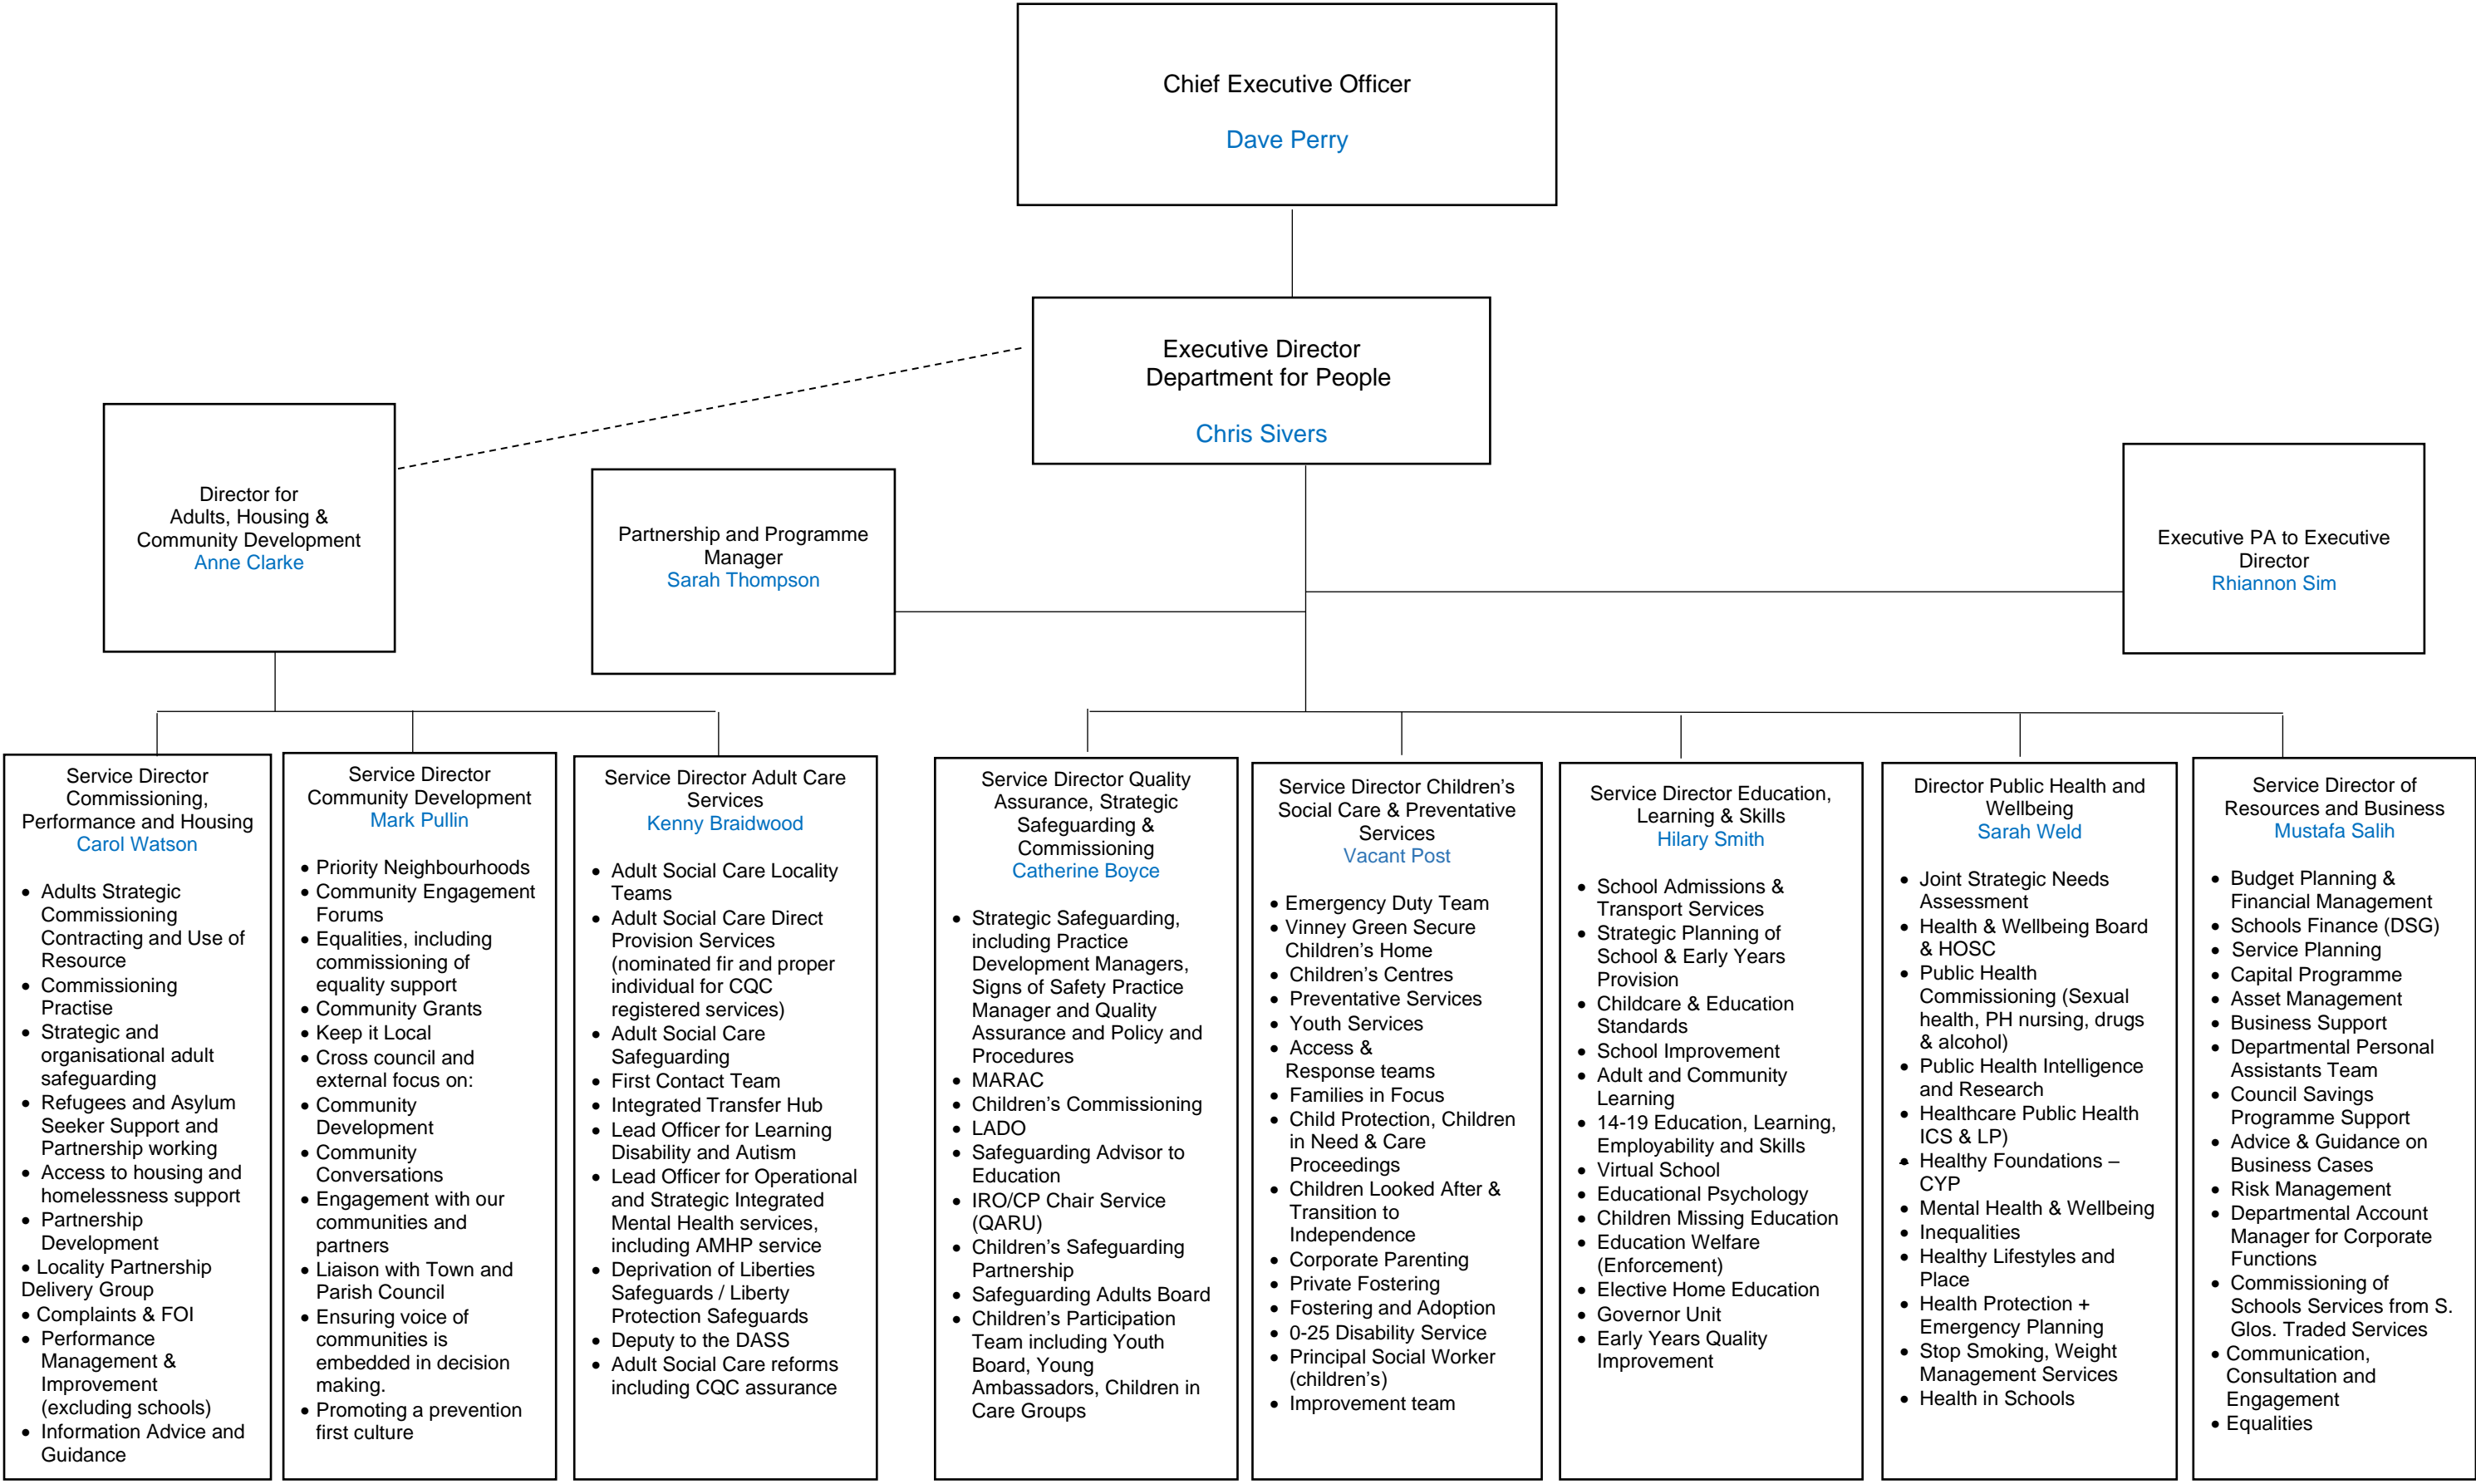 Chief Executive Officer
Dave Perry
Executive Director
Department for People
Chris Sivers
Director for
Adults, Housing &
Community Development
Anne Clarke
Partnership and Programme
Manager
Sarah Thompson
Executive PA to Executive
Director
Rhiannon Sim
Service Director
Commissioning,
Performance and Housing
Carol Watson
• Adults Strategic
Commissioning
Contracting and Use of
Resource
• Commissioning
Practise
• Strategic and
organisational adult
safeguarding
• Refugees and Asylum
Seeker Support and
Partnership working
• Access to housing and
homelessness support
• Partnership
Development
• Locality Partnership
Delivery Group
• Complaints & FOI
• Performance
Management &
Improvement
(excluding schools)
• Information Advice and
Guidance
Service Director
Community Development
Mark Pullin
• Priority Neighbourhoods
• Community Engagement
Forums
• Equalities, including
commissioning of
equality support
• Community Grants
• Keep it Local
• Cross council and
external focus on:
• Community
Development
• Community
Conversations
• Engagement with our
communities and
partners
• Liaison with Town and
Parish Council
• Ensuring voice of
communities is
embedded in decision
making.
• Promoting a prevention
first culture
Service Director Adult Care
Services
Kenny Braidwood
• Adult Social Care Locality
Teams
• Adult Social Care Direct
Provision Services
(nominated fir and proper
individual for CQC
registered services)
• Adult Social Care
Safeguarding
• First Contact Team
• Integrated Transfer Hub
• Lead Officer for Learning
Disability and Autism
• Lead Officer for Operational
and Strategic Integrated
Mental Health services,
including AMHP service
• Deprivation of Liberties
Safeguards / Liberty
Protection Safeguards
• Deputy to the DASS
• Adult Social Care reforms
including CQC assurance
Service Director Quality
Assurance, Strategic
Safeguarding &
Commissioning
Catherine Boyce
• Strategic Safeguarding,
including Practice
Development Managers,
Signs of Safety Practice
Manager and Quality
Assurance and Policy and
Procedures
• MARAC
• Children's Commissioning
• LADO
• Safeguarding Advisor to
Education
• IRO/CP Chair Service
(QARU)
• Children's Safeguarding
Partnership
• Safeguarding Adults Board
• Children's Participation
Team including Youth
Board, Young
Ambassadors, Children in
Care Groups
Service Director Children's
Social Care & Preventative
Services
Vacant Post
• Emergency Duty Team
• Vinney Green Secure
Children's Home
• Children's Centres
• Preventative Services
• Youth Services
• Access &
Response teams
• Families in Focus
• Child Protection, Children
in Need & Care
Proceedings
• Children Looked After &
Transition to
Independence
• Corporate Parenting
• Private Fostering
• Fostering and Adoption
• 0-25 Disability Service
• Principal Social Worker
(children's)
• Improvement team
Service Director Education,
Learning & Skills
Hilary Smith
• School Admissions &
Transport Services
• Strategic Planning of
School & Early Years
Provision
• Childcare & Education
Standards
• School Improvement
• Adult and Community
Learning
• 14-19 Education, Learning,
Employability and Skills
• Virtual School
• Educational Psychology
• Children Missing Education
• Education Welfare
(Enforcement)
• Elective Home Education
• Governor Unit
• Early Years Quality
Improvement
Director Public Health and
Wellbeing
Sarah Weld
• Joint Strategic Needs
Assessment
• Health & Wellbeing Board
& HOSC
• Public Health
Commissioning (Sexual
health, PH nursing, drugs
& alcohol)
• Public Health Intelligence
and Research
• Healthcare Public Health
ICS & LP)
• Healthy Foundations –
CYP
• Mental Health & Wellbeing
• Inequalities
• Healthy Lifestyles and
Place
• Health Protection +
Emergency Planning
• Stop Smoking, Weight
Management Services
• Health in Schools
Service Director of
Resources and Business
Mustafa Salih
• Budget Planning &
Financial Management
• Schools Finance (DSG)
• Service Planning
• Capital Programme
• Asset Management
• Business Support
• Departmental Personal
Assistants Team
• Council Savings
Programme Support
• Advice & Guidance on
Business Cases
• Risk Management
• Departmental Account
Manager for Corporate
Functions
• Commissioning of
Schools Services from S.
Glos. Traded Services
• Communication,
Consultation and
Engagement
• Equalities